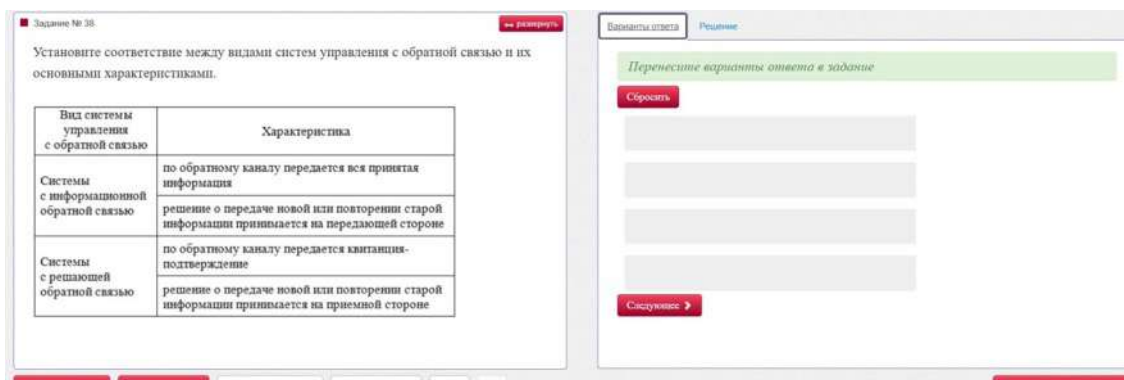 Задание № 38
развернуть
Установите соответствие между видами систем управления с обратной связью и их
основными характеристиками.
Вид системы
управления
с обратной связью
Характеристика
Системы
с информационной
обратной связью
по обратному каналу передается вся принятая
информация
решение о передаче новой или повторении старой
информации принимается на передающей стороне
Системы
с решающей
обратной связью
по обратному каналу передается квитанция-
подтверждение
решение о передаче новой или повторении старой
информации принимается на приемной стороне
Варианты ответа
Решение
Перенесите варианты ответа в задание
Сбросить
Следующее